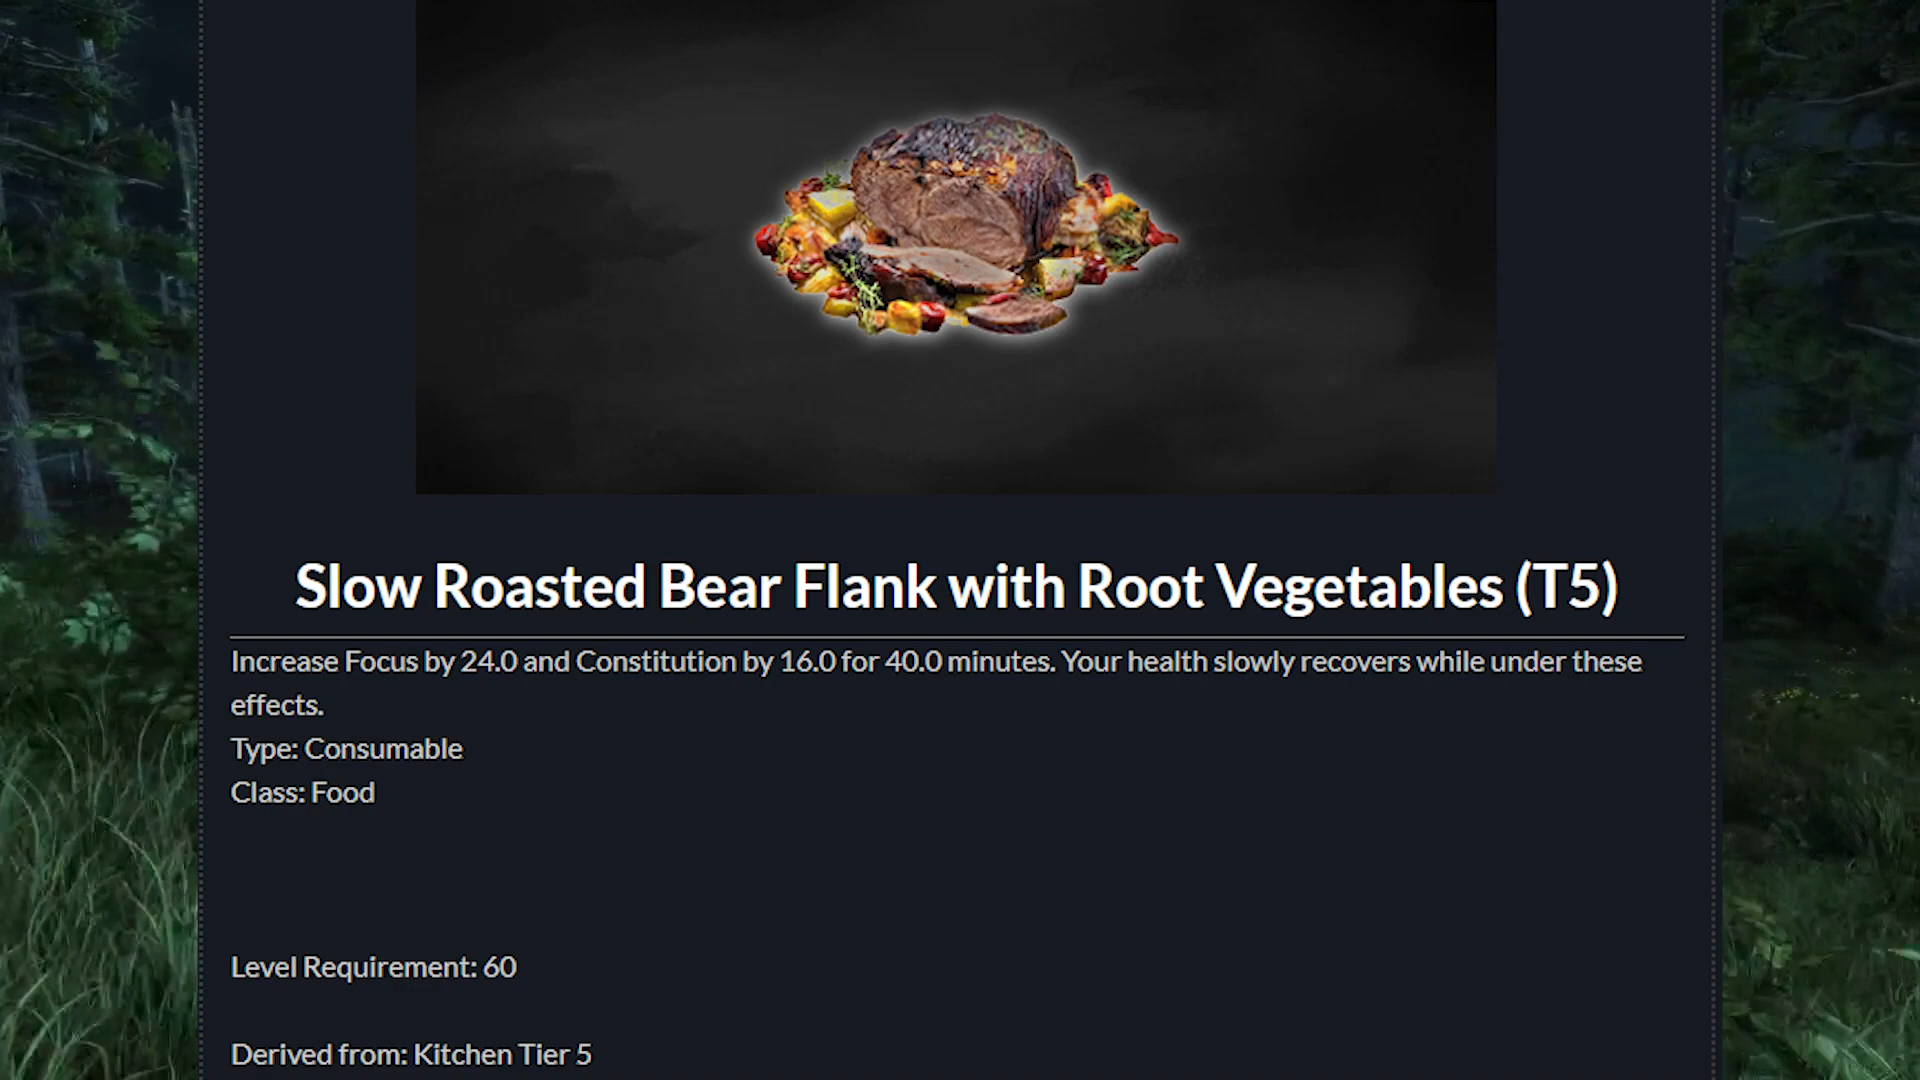 Slow Roasted Bear Flank with Root Vegetables (T5)
Increase Focus by 24.0 and Constitution by 16.0 for 40.0 minutes. Your health slowly recovers while under these
effects.
Type: Consumable
Class: Food
Level Requirement: 60
Derived from: Kitchen Tier 5